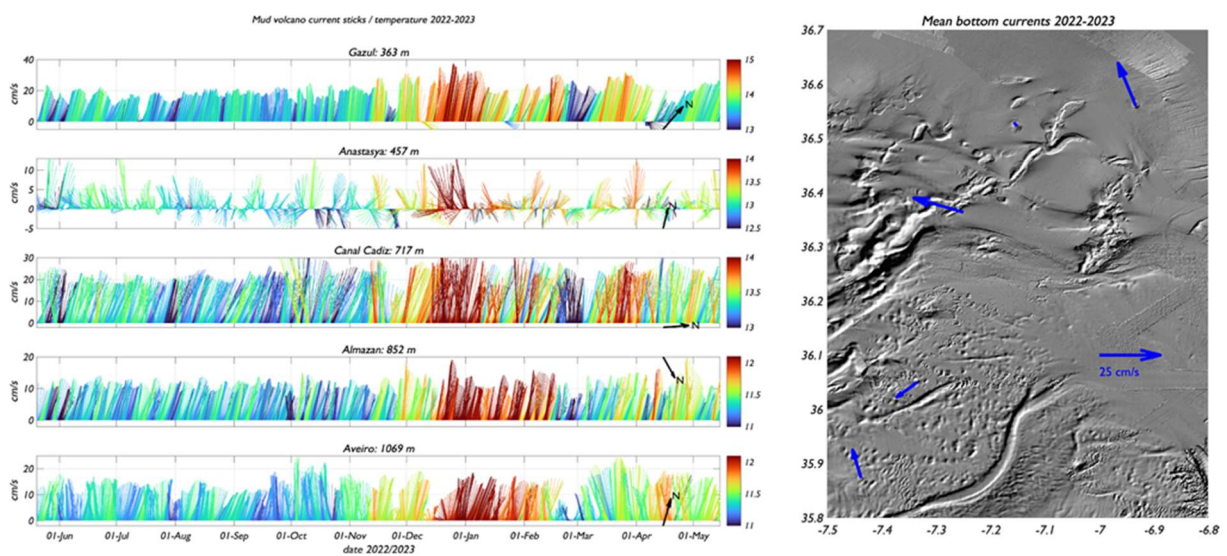 Mud volcano current sticks / temperature 2022-2023
Gazul: 363 m
40
20
0
cm/s
15
14
13
N
Anastasya: 457 m
10
5
0
-5
cm/s
14
13.5
13
12.5
N
Canal Cadiz: 717 m
30
20
10
0
cm/s
14
13.5
13
N
Almazan: 852 m
20
10
0
cm/s
12
11.5
11
N
Aveiro: 1069 m
20
10
0
cm/s
12
11.5
11
N
01-Jun 01-Jul 01-Aug 01-Sep 01-Oct 01-Nov 01-Dec 01-Jan 01-Feb 01-Mar 01-Apr 01-May
date 2022/2023
Mean bottom currents 2022-2023
36.7
36.6
36.5
36.4
36.3
36.2
36.1
36
35.9
35.8
25 cm/s
-7.5 -7.4 -7.3 -7.2 -7.1 -7 -6.9 -6.8